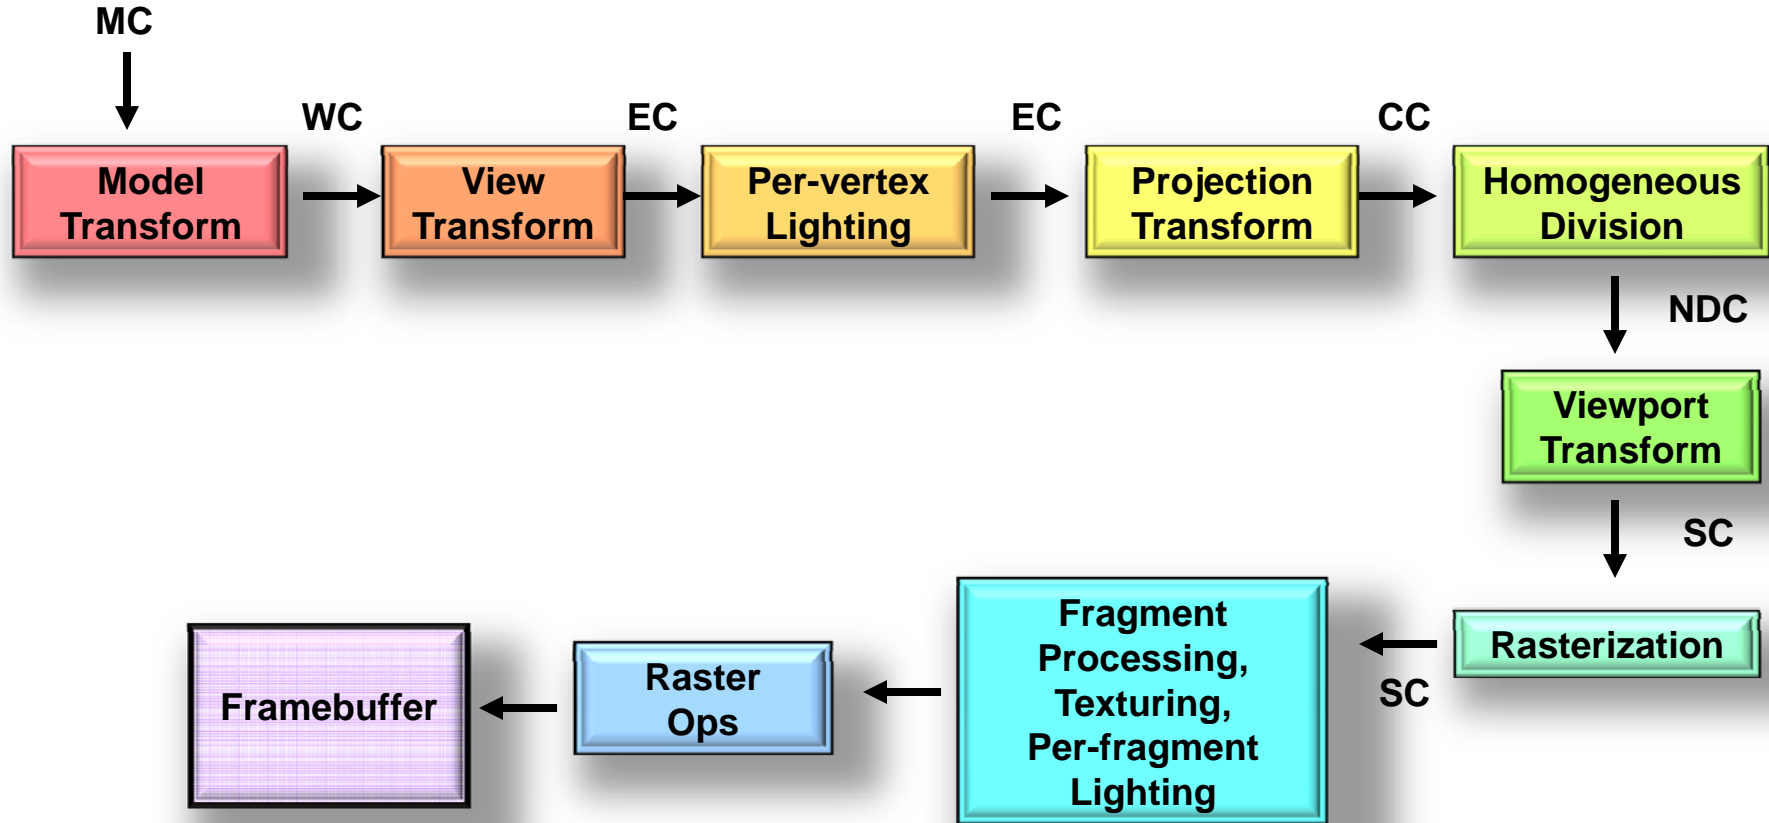 MC
WC
EC
EC
CC
Model
Transform
View
Transform
Per-vertex
Lighting
Projection
Transform
Homogeneous
Division
NDC
Viewport
Transform
SC
Rasterization
SC
Fragment
Processing,
Texturing,
Per-fragment
Lighting
Raster
Ops
Framebuffer